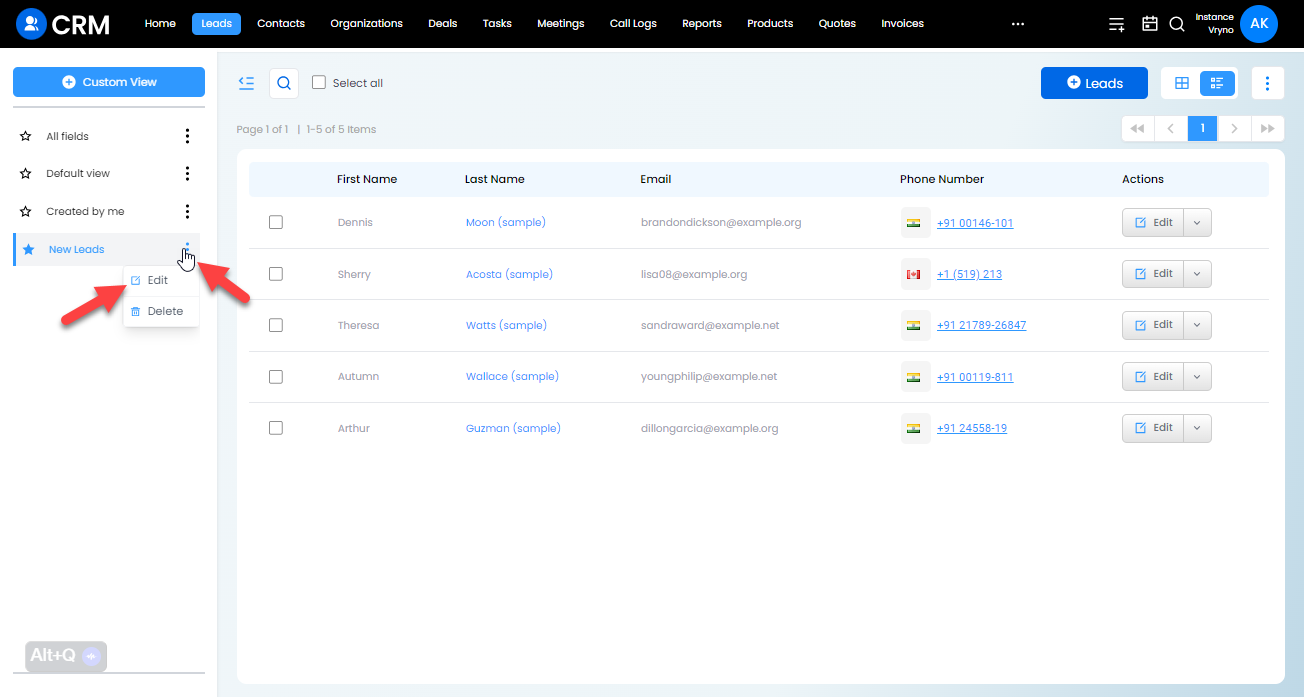 CRM
Home Leads Contacts Organizations Deals Tasks Meetings Call Logs Reports Products Quotes Invoices ... Instance Vryno AK
Custom View
All fields
Default view
Created by me
New Leads
Edit
Delete
Alt+Q
Select all
Leads
Page 1 of 1 | 1-5 of 5 Items
1
First Name Last Name Email Phone Number Actions
Dennis Moon (sample) brandondickson@example.org +91 00146-101 Edit
Sherry Acosta (sample) lisa08@example.org +1 (519) 213 Edit
Theresa Watts (sample) sandraward@example.net +91 21789-26847 Edit
Autumn Wallace (sample) youngphilip@example.net +91 00119-811 Edit
Arthur Guzman (sample) dillongarcia@example.org +91 24558-19 Edit